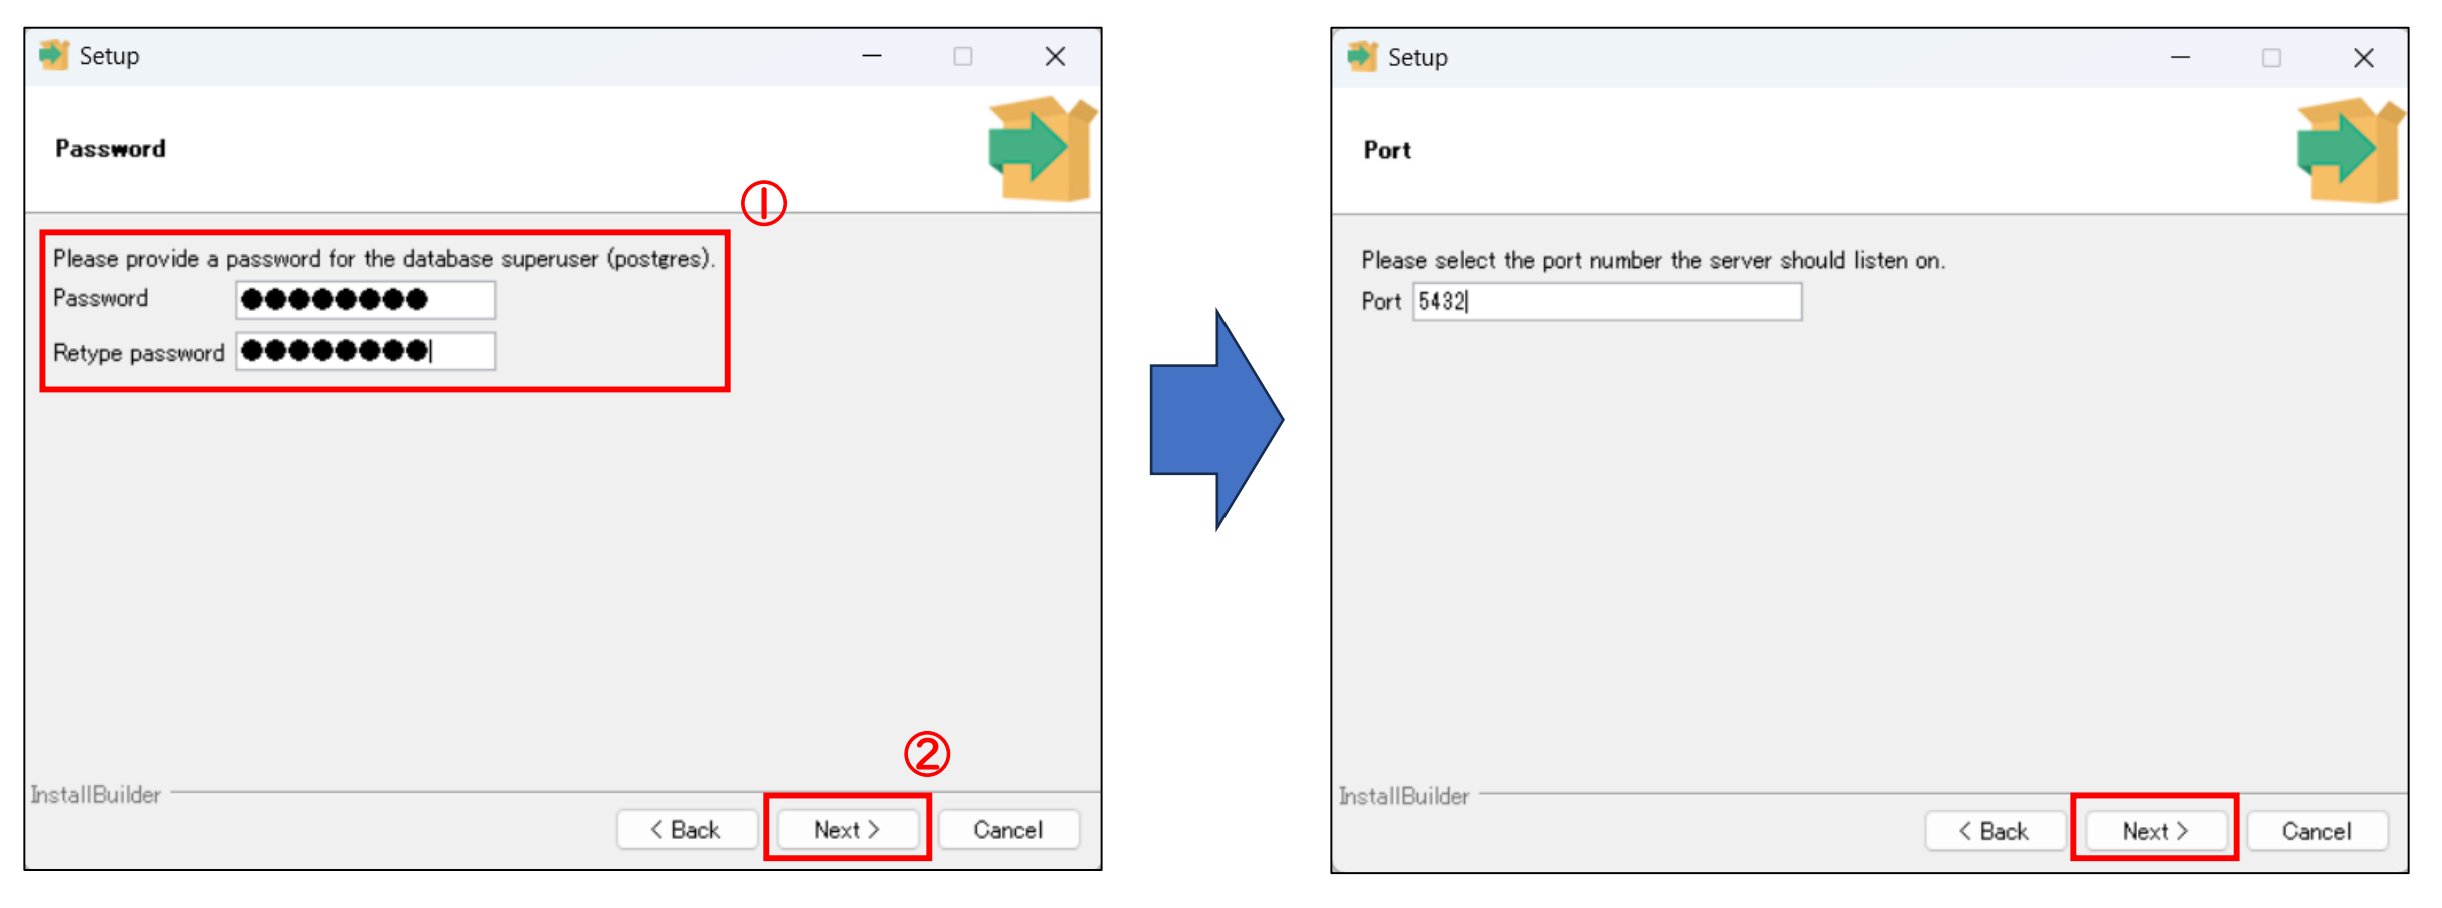 Setup
Password
①
Please provide a password for the database superuser (postgres).
Password ●●●●●●●●
Retype password ●●●●●●●●
②
InstallBuilder
< Back
Next >
Cancel
Setup
Port
Please select the port number the server should listen on.
Port 5432
InstallBuilder
< Back
Next >
Cancel